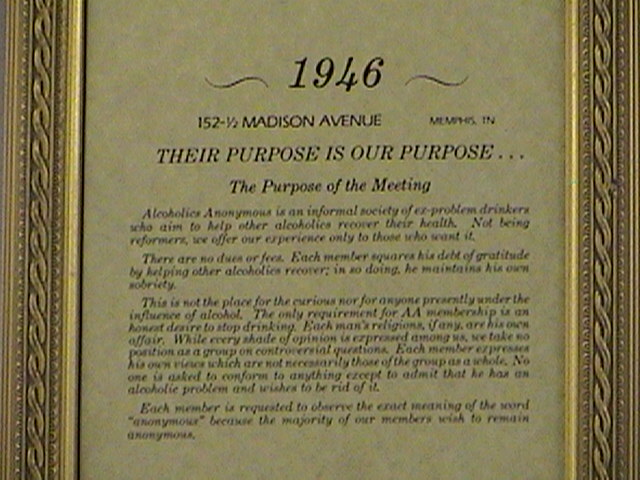 1946
152-½ MADISON AVENUE MEMPHIS, TN
THEIR PURPOSE IS OUR PURPOSE . . .
The Purpose of the Meeting
Alcoholics Anonymous is an informal society of ex-problem drinkers
who aim to help other alcoholics recover their health. Not being
reformers, we offer our experience only to those who want it.
There are no dues or fees. Each member squares his debt of gratitude
by helping other alcoholics recover; in so doing, he maintains his own
sobriety.
This is not the place for the curious nor for anyone presently under the
influence of alcohol. The only requirement for AA membership is an
honest desire to stop drinking. Each man's religions, if any, are his own
affair. While every shade of opinion is expressed among us, we take no
position as a group on controversial questions. Each member expresses
his own views which are not necessarily those of the group as a whole. No
one is asked to conform to anything except to admit that he has an
alcoholic problem and wishes to be rid of it.
Each member is requested to observe the exact meaning of the word
"anonymous" because the majority of our members wish to remain
anonymous.